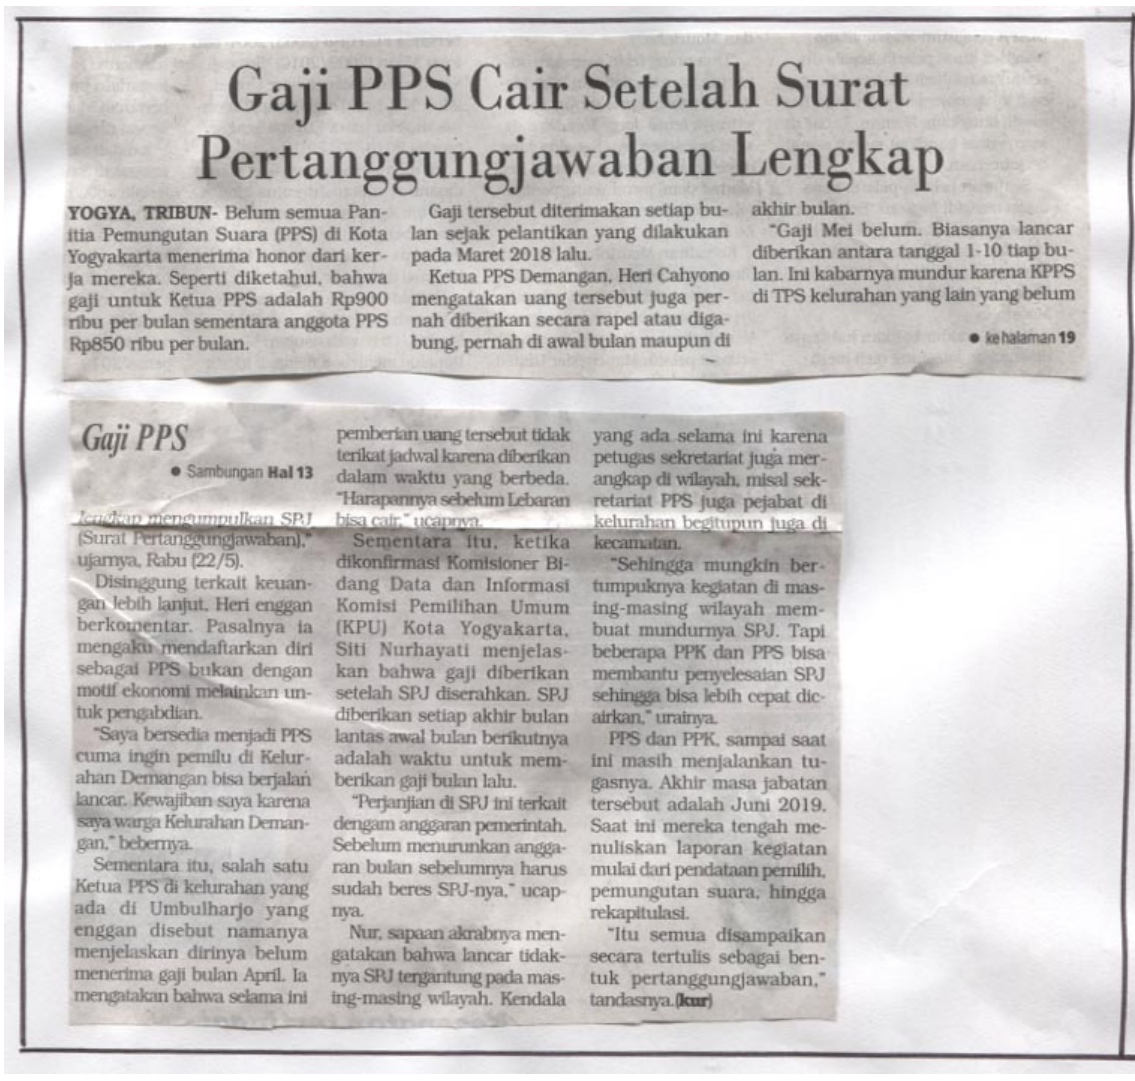 Gaji PPS Cair Setelah Surat
Pertanggungjawaban Lengkap
YOGYA, TRIBUN- Belum semua Pan-
itia Pemungutan Suara (PPS) di Kota
Yogyakarta menerima honor dari ker-
ja mereka. Seperti diketahui, bahwa
gaji untuk Ketua PPS adalah Rp900
ribu per bulan sementara anggota PPS
Rp850 ribu per bulan.
Gaji tersebut diterimakan setiap bu-
lan sejak pelantikan yang dilakukan
pada Maret 2018 lalu.
Ketua PPS Demangan, Heri Cahyono
mengatakan uang tersebut juga per-
nah diberikan secara rapel atau diga-
bung, pernah di awal bulan maupun di
akhir bulan.
"Gaji Mei belum. Biasanya lancar
diberikan antara tanggal 1-10 tiap bu-
lan. Ini kabarnya mundur karena KPPS
di TPS kelurahan yang lain yang belum
● ke halaman 19
Gaji PPS
● Sambungan Hal 13
lengkap mengumpulkan SPJ
(Surat Pertanggungjawaban),"
ujarnya, Rabu (22/5).
Disinggung terkait keuan-
gan lebih lanjut, Heri enggan
berkomentar. Pasalnya ia
mengaku mendaftarkan diri
sebagai PPS bukan dengan
motif ekonomi melainkan un-
tuk pengabdian.
"Saya bersedia menjadi PPS
cuma ingin pemilu di Kelur-
ahan Demangan bisa berjalan
lancar. Kewajiban saya karena
saya warga Kelurahan Deman-
gan," bebernya.
Sementara itu, salah satu
Ketua PPS di kelurahan yang
ada di Umbulharjo yang
enggan disebut namanya
menjelaskan dirinya belum
menerima gaji bulan April. Ia
mengatakan bahwa selama ini
pemberian uang tersebut tidak
terikat jadwal karena diberikan
dalam waktu yang berbeda.
"Harapannya sebelum Lebaran
bisa cair," ucapnya.
Sementara itu, ketika
dikonfirmasi Komisioner Bi-
dang Data dan Informasi
Komisi Pemilihan Umum
(KPU) Kota Yogyakarta,
Siti Nurhayati menjelas-
kan bahwa gaji diberikan
setelah SPJ diserahkan. SPJ
diberikan setiap akhir bulan
lantas awal bulan berikutnya
adalah waktu untuk mem-
berikan gaji bulan lalu.
"Perjanjian di SPJ ini terkait
dengam anggaran pemerintah.
Sebelum menurunkan angga-
ran bulan sebelumnya harus
sudah beres SPJ-nya," ucap-
nya.
Nur, sapaan akrabnya men-
gatakan bahwa lancar tidak-
nya SPJ tergantung pada mas-
ing-masing wilayah. Kendala
yang ada selama ini karena
petugas sekretariat juga mer-
angkap di wilayah, misal sek-
retariat PPS juga pejabat di
kelurahan begitupun juga di
kecamatan.
"Sehingga mungkin ber-
tumpuknya kegiatan di mas-
ing-masing wilayah mem-
buat mundurnya SPJ. Tapi
beberapa PPK dan PPS bisa
membantu penyelesaian SPJ
sehingga bisa lebih cepat dic-
airkan," urainya.
PPS dan PPK, sampai saat
ini masih menjalankan tu-
gasnya. Akhir masa jabatan
tersebut adalah Juni 2019.
Saat ini mereka tengah me-
nuliskan laporan kegiatan
mulai dari pendataan pemilih,
pemungutan suara, hingga
rekapitulasi.
"Itu semua disampaikan
secara tertulis sebagai ben-
tuk pertanggungjawaban,"
tandasnya.(kur)